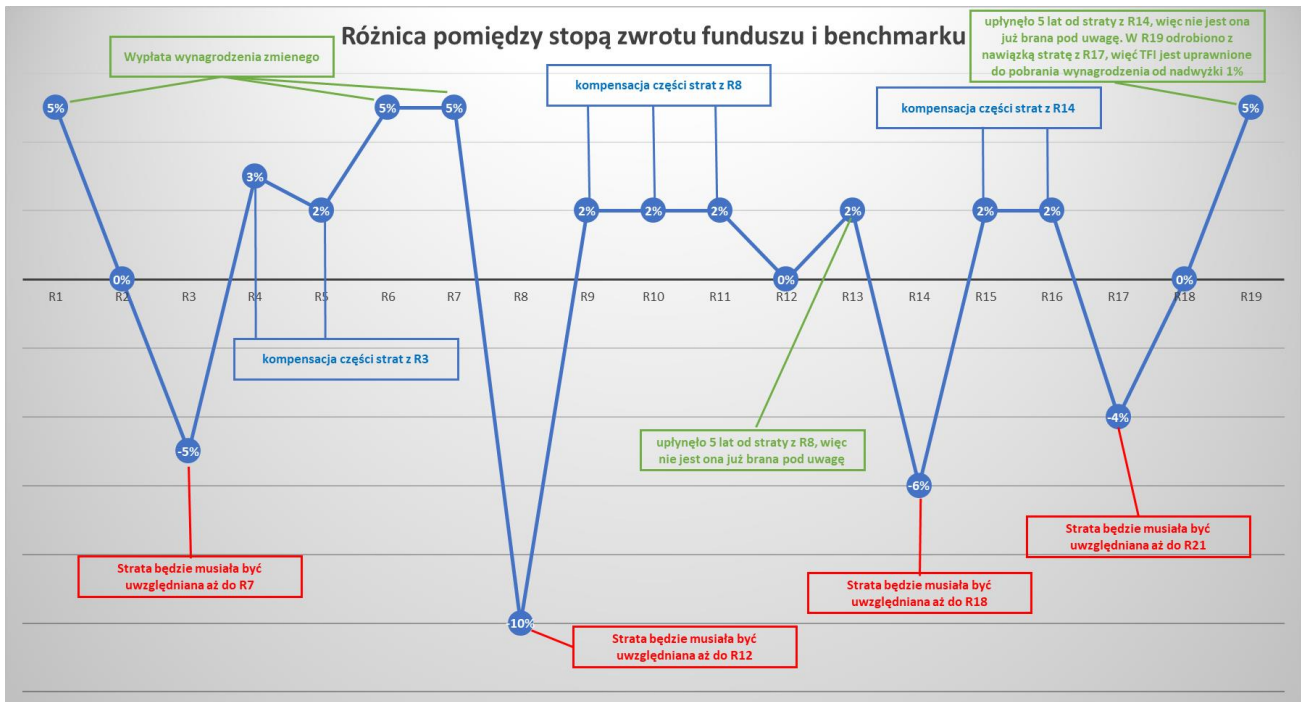 Różnica pomiędzy stopą zwrotu funduszu i benchmarku
Wypłata wynagrodzenia zmienego
upłynęło 5 lat od straty z R14, więc nie jest ona
już brana pod uwagę. W R19 odrobiono z
nawiązką stratę z R17, więć TFI jest uprawnione
do pobrania wynagrodzenia od nadwyżki 1%
kompensacja części strat z R8
kompensacja części strat z R14
5%
0%
-5%
3%
2%
5%
5%
-10%
2%
2%
2%
0%
2%
-6%
2%
2%
-4%
0%
5%
R1
R2
R3
R4
R5
R6
R7
R8
R9
R10
R11
R12
R13
R14
R15
R16
R17
R18
R19
kompensacja części strat z R3
upłynęło 5 lat od straty z R8, więc
nie jest ona już brana pod uwagę
Strata będzie musiała być
uwzględniana aż do R7
Strata będzie musiała być
uwzględniana aż do R12
Strata będzie musiała być
uwzględniana aż do R18
Strata będzie musiała być
uwzględniana aż do R21